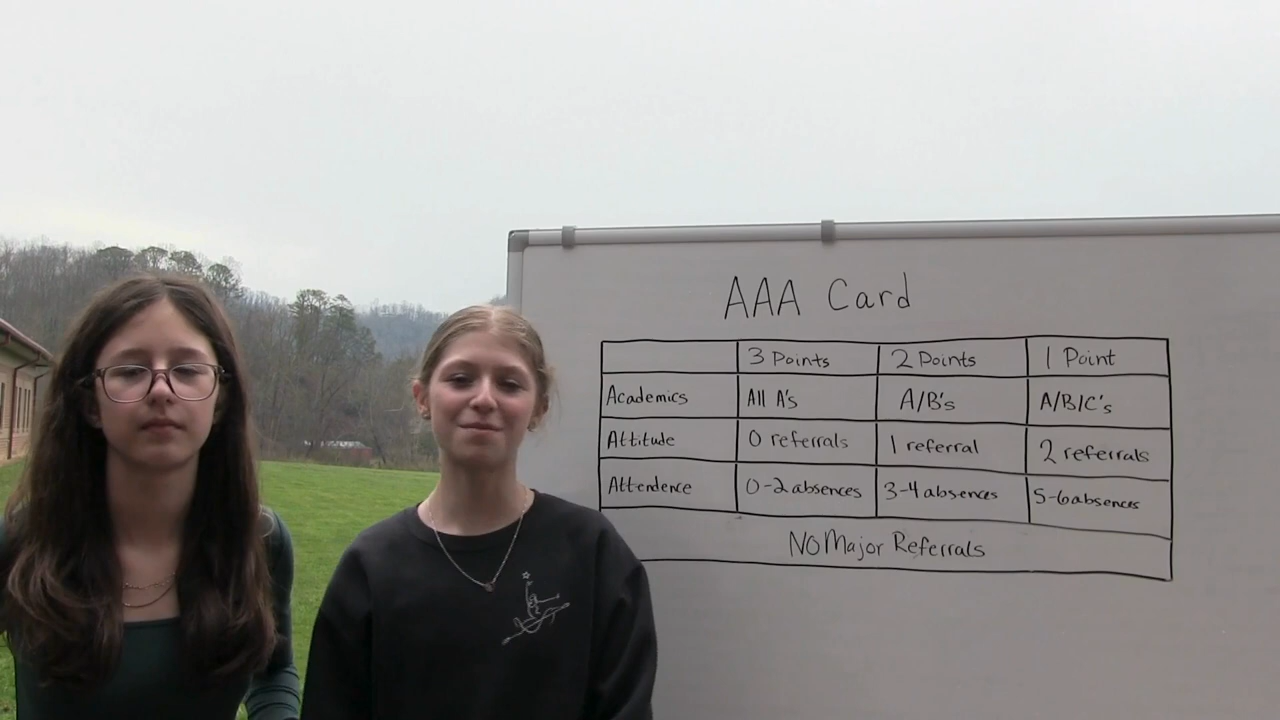 AAA Card
3 Points 2 Points 1 Point
Academics All A's A/B's A/B/C's
Attitude 0 referrals 1 referral 2 referrals
Attendence 0-2 absences 3-4 absences 5-6 absences
No Major Referrals